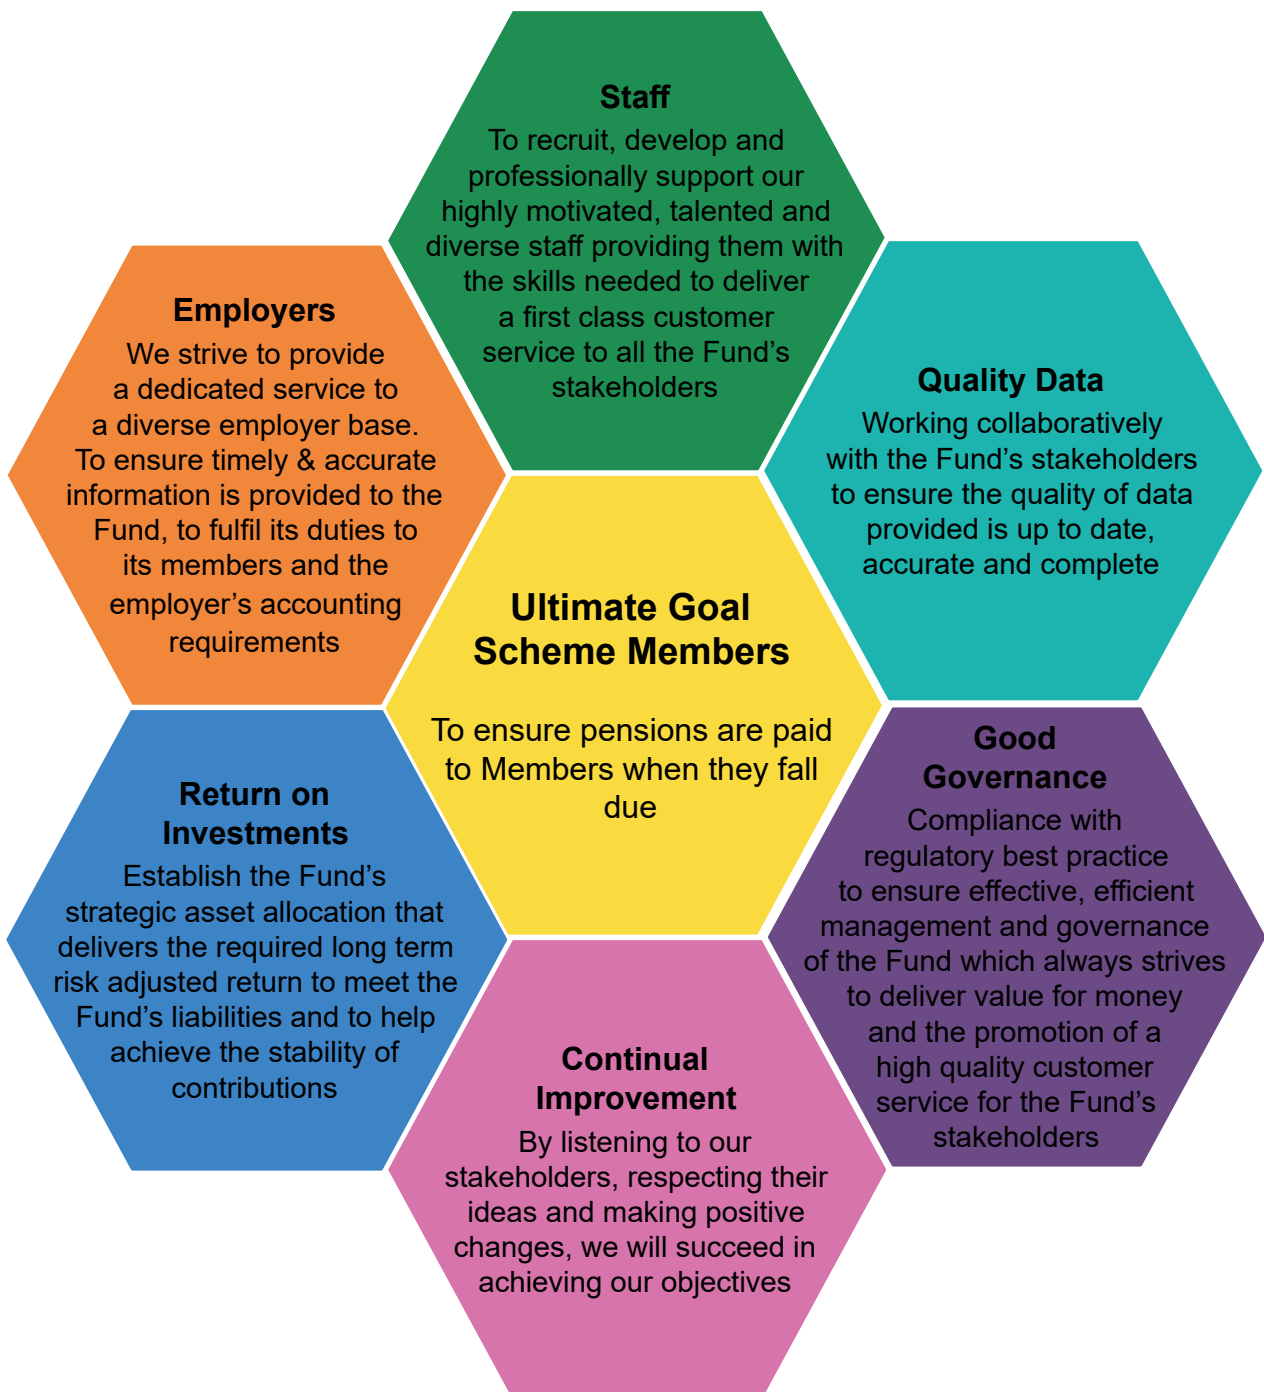 Staff
To recruit, develop and
professionally support our
highly motivated, talented and
diverse staff providing them with
the skills needed to deliver
a first class customer
service to all the Fund's
stakeholders
Employers
We strive to provide
a dedicated service to
a diverse employer base.
To ensure timely & accurate
information is provided to the
Fund, to fulfil its duties to
its members and the
employer's accounting
requirements
Quality Data
Working collaboratively
with the Fund's stakeholders
to ensure the quality of data
provided is up to date,
accurate and complete
Ultimate Goal
Scheme Members
To ensure pensions are paid
to Members when they fall
due
Return on
Investments
Establish the Fund's
strategic asset allocation that
delivers the required long term
risk adjusted return to meet the
Fund's liabilities and to help
achieve the stability of
contributions
Good
Governance
Compliance with
regulatory best practice
to ensure effective, efficient
management and governance
of the Fund which always strives
to deliver value for money
and the promotion of a
high quality customer
service for the Fund's
stakeholders
Continual
Improvement
By listening to our
stakeholders, respecting their
ideas and making positive
changes, we will succeed in
achieving our objectives